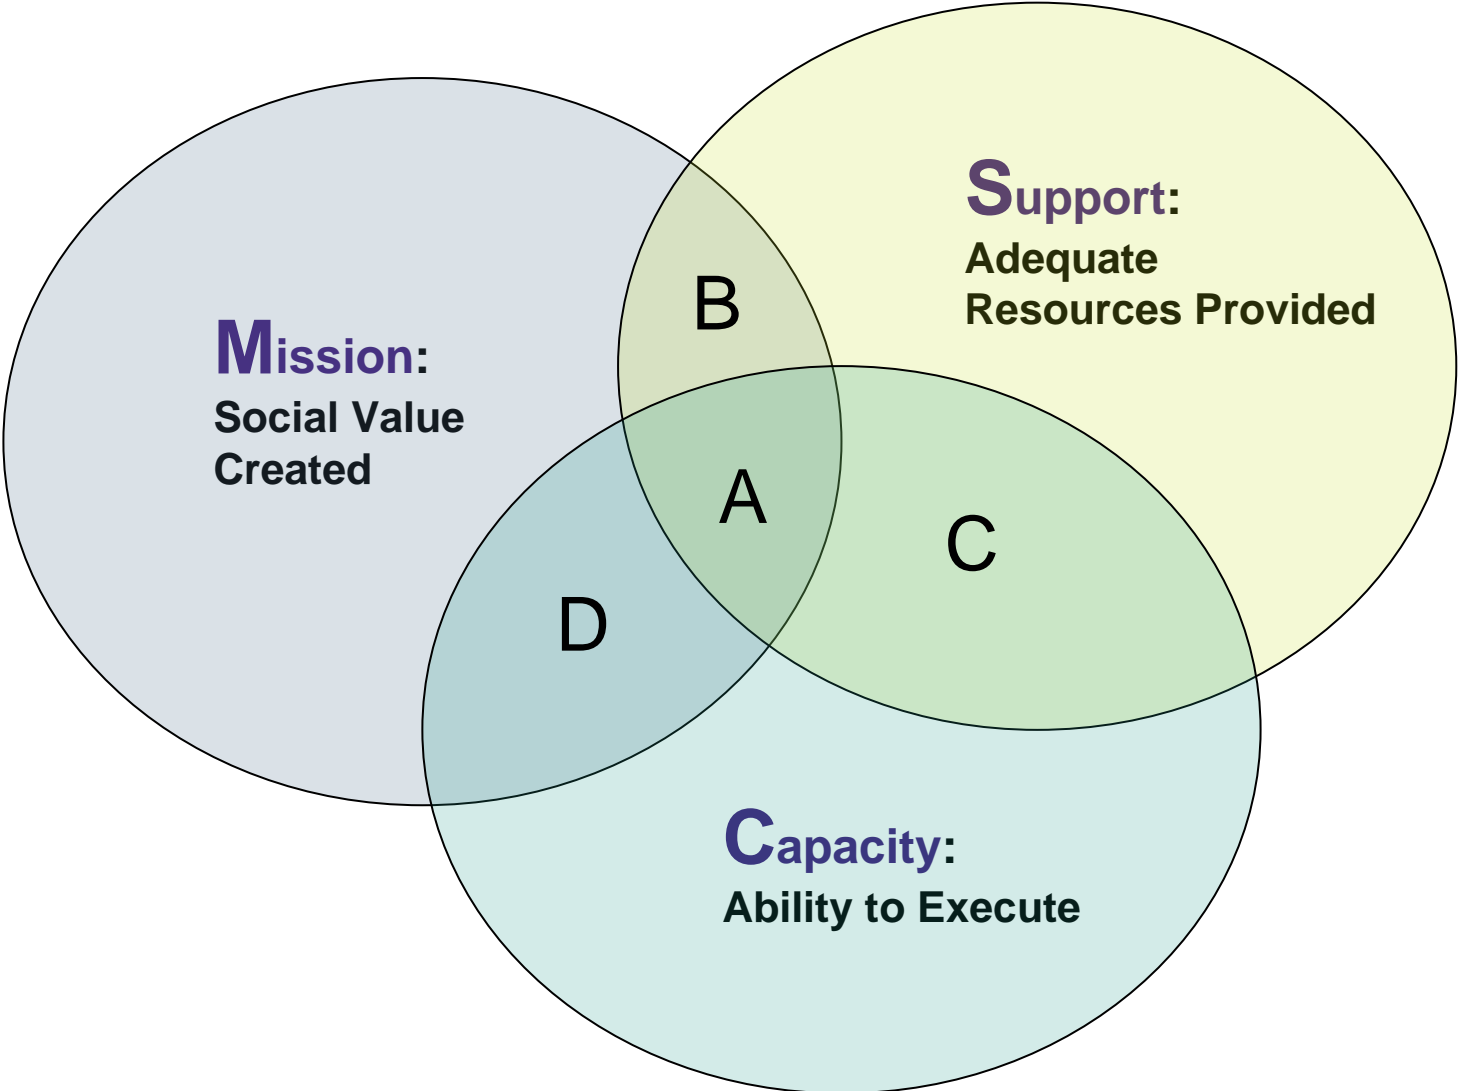 Support:
Adequate
Resources Provided
B
Mission:
Social Value
Created
A
C
D
Capacity:
Ability to Execute